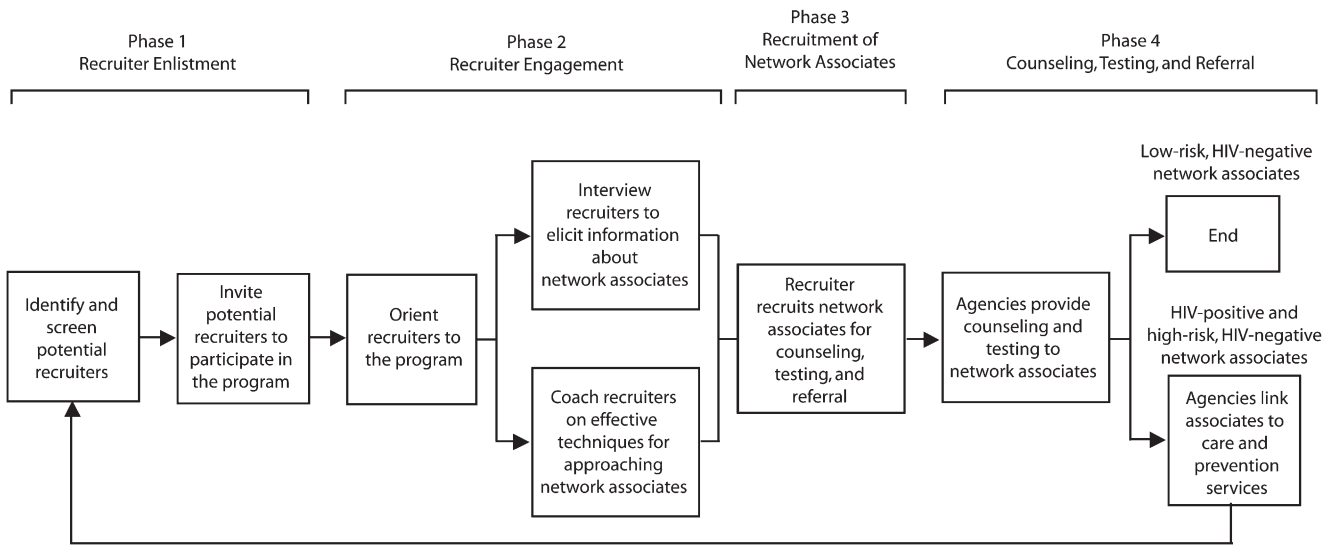 Phase 1
Recruiter Enlistment
Phase 2
Recruiter Engagement
Phase 3
Recruitment of
Network Associates
Phase 4
Counseling, Testing, and Referral
Identify and
screen
potential
recruiters
Invite
potential
recruiters to
participate in
the program
Orient
recruiters to
the program
Interview
recruiters to
elicit information
about
network associates
Coach recruiters
on effective
techniques for
approaching
network associates
Recruiter
recruits network
associates for
counseling,
testing, and
referral
Agencies provide
counseling and
testing to
network associates
Low-risk, HIV-negative
network associates
End
HIV-positive and
high-risk, HIV-negative
network associates
Agencies link
associates to
care and
prevention
services